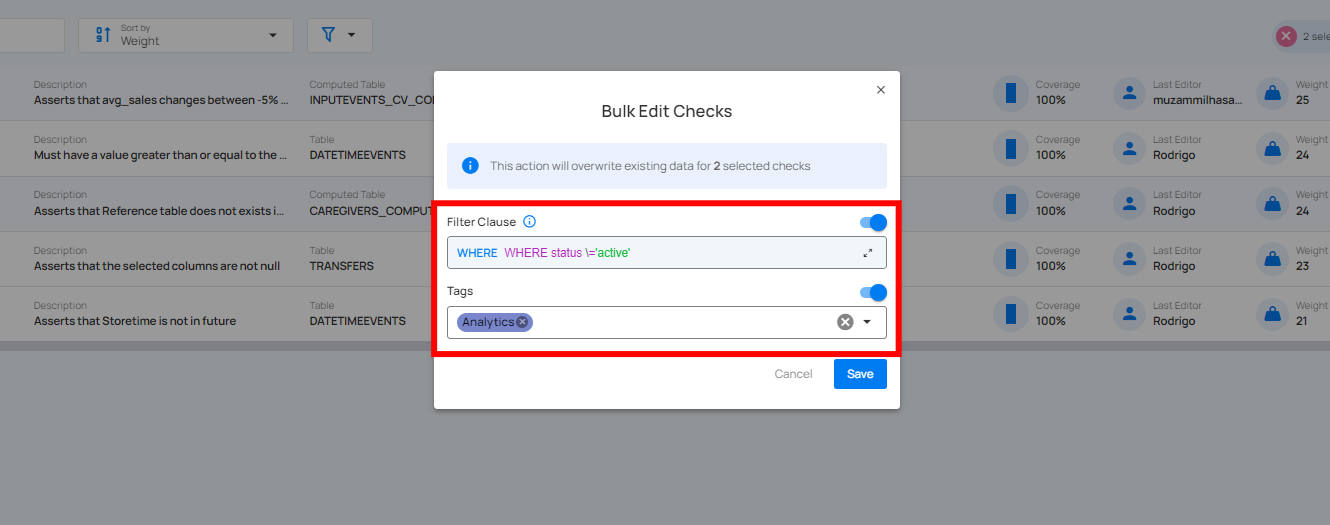 Sort by
Weight
2 sele
Bulk Edit Checks
This action will overwrite existing data for 2 selected checks
Filter Clause
WHERE WHERE status \='active'
Tags
Analytics
Cancel
Save
Description
Asserts that avg_sales changes between -5% ...
Computed Table
INPUTEVENTS_CV_CO
Coverage
100%
Last Editor
muzammilhasa...
Weight
25
Description
Must have a value greater than or equal to the ...
Table
DATETIMEEVENTS
Coverage
100%
Last Editor
Rodrigo
Weight
24
Description
Asserts that Reference table does not exists i...
Computed Table
CAREGIVERS_COMPUT
Coverage
100%
Last Editor
Rodrigo
Weight
24
Description
Asserts that the selected columns are not null
Table
TRANSFERS
Coverage
100%
Last Editor
Rodrigo
Weight
23
Description
Asserts that Storetime is not in future
Table
DATETIMEEVENTS
Coverage
100%
Last Editor
Rodrigo
Weight
21